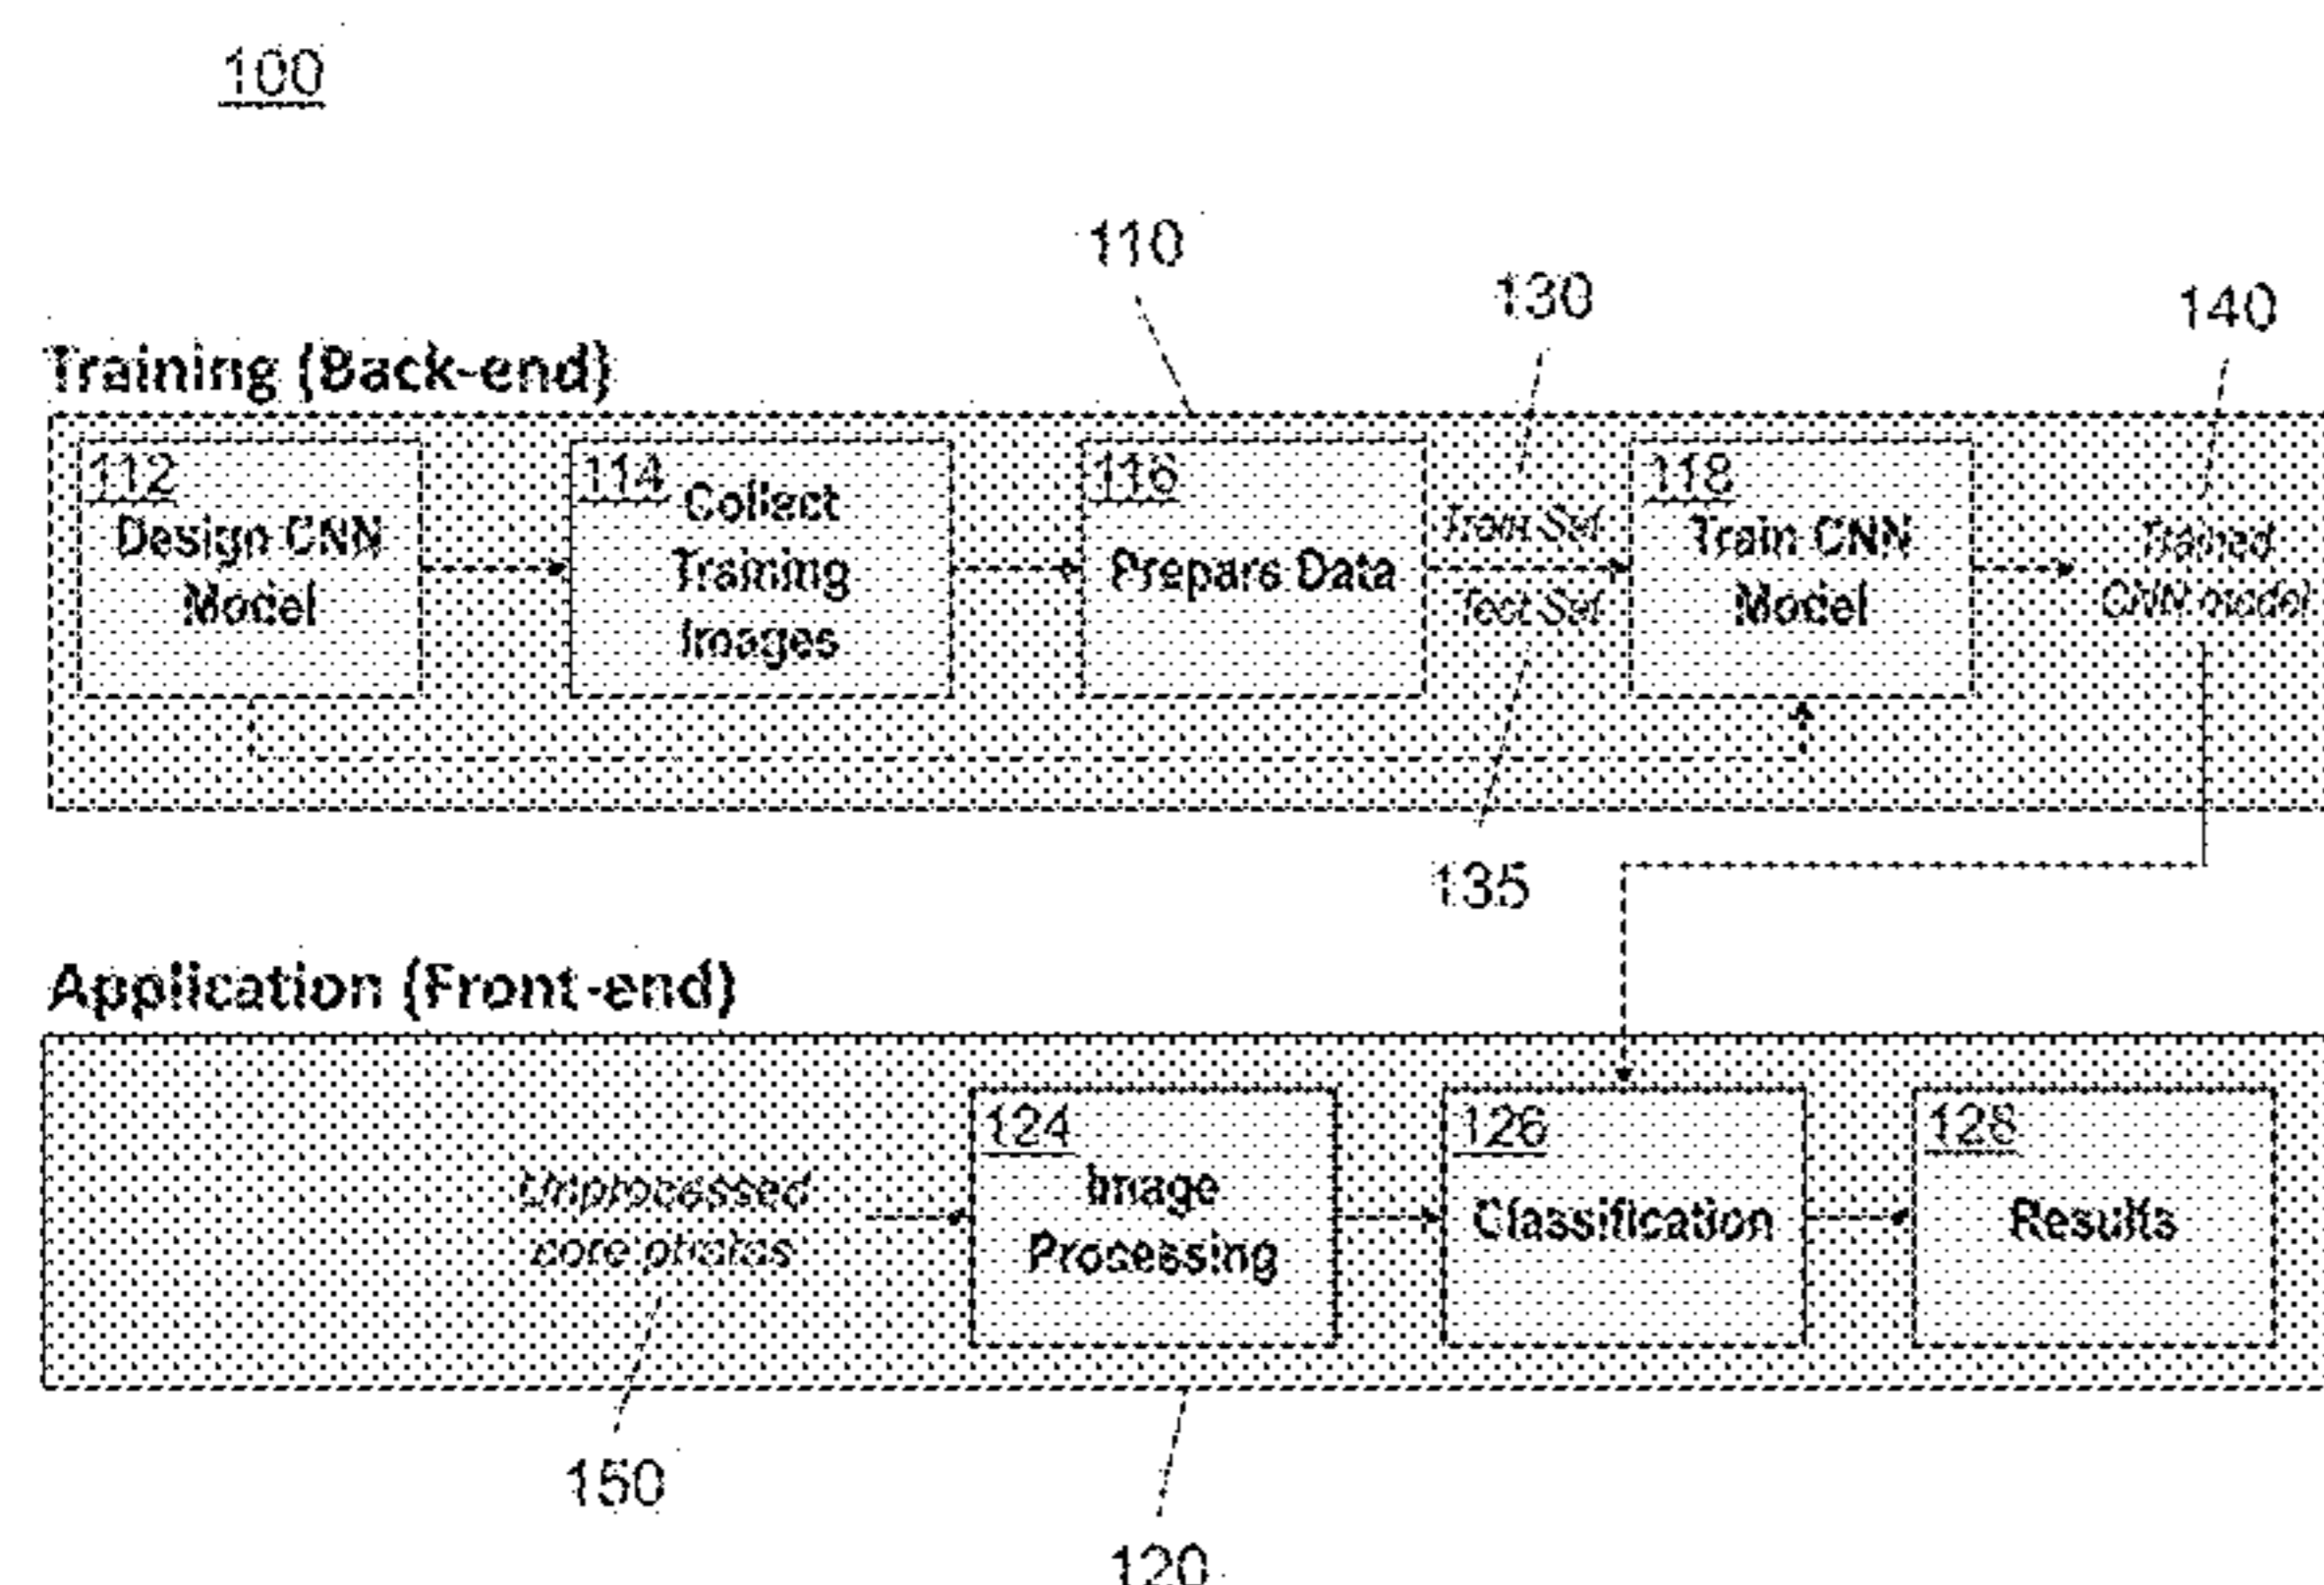 100
110
130
140
Training (Back-end)
112
Design CNN
Model
114
Collect
Training
Images
116
Prepare Data
Train Set
Test Set
118
Train CNN
Model
Trained
CNN model
135
Application (Front-end)
Unprocessed
core photos
124
Image
Processing
126
Classification
128
Results
150
120